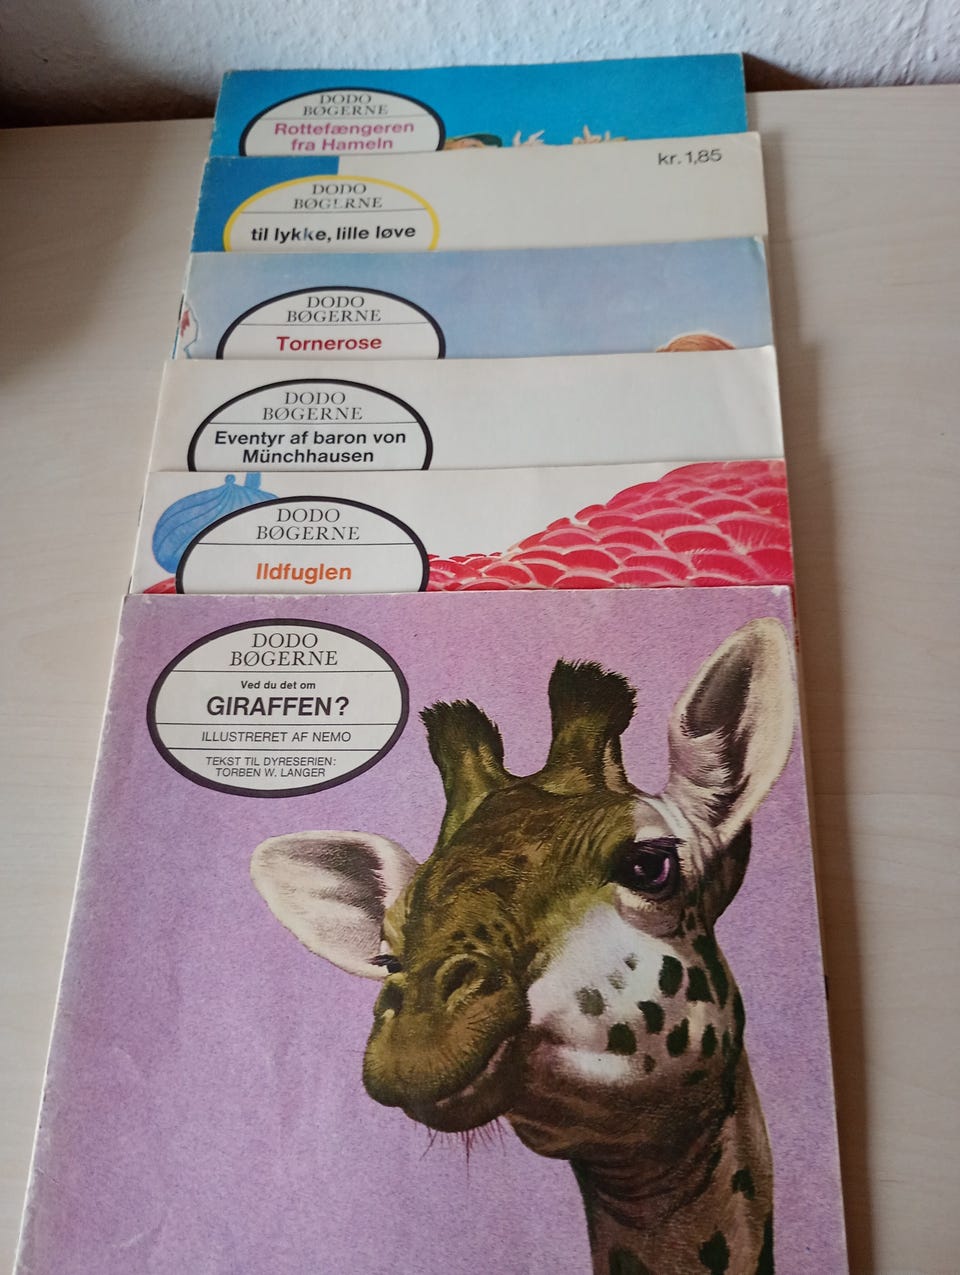 DODO
BØGERNE
Rottefængeren
fra Hameln
kr. 1,85
DODO
BØGERNE
til lykke, lille løve
DODO
BØGERNE
Tornerose
DODO
BØGERNE
Eventyr af baron von
Münchhausen
DODO
BØGERNE
Ildfuglen
DODO
BØGERNE
Ved du det om
GIRAFFEN?
ILLUSTRERET AF NEMO
TEKST TIL DYRESERIEN:
TORBEN W. LANGER